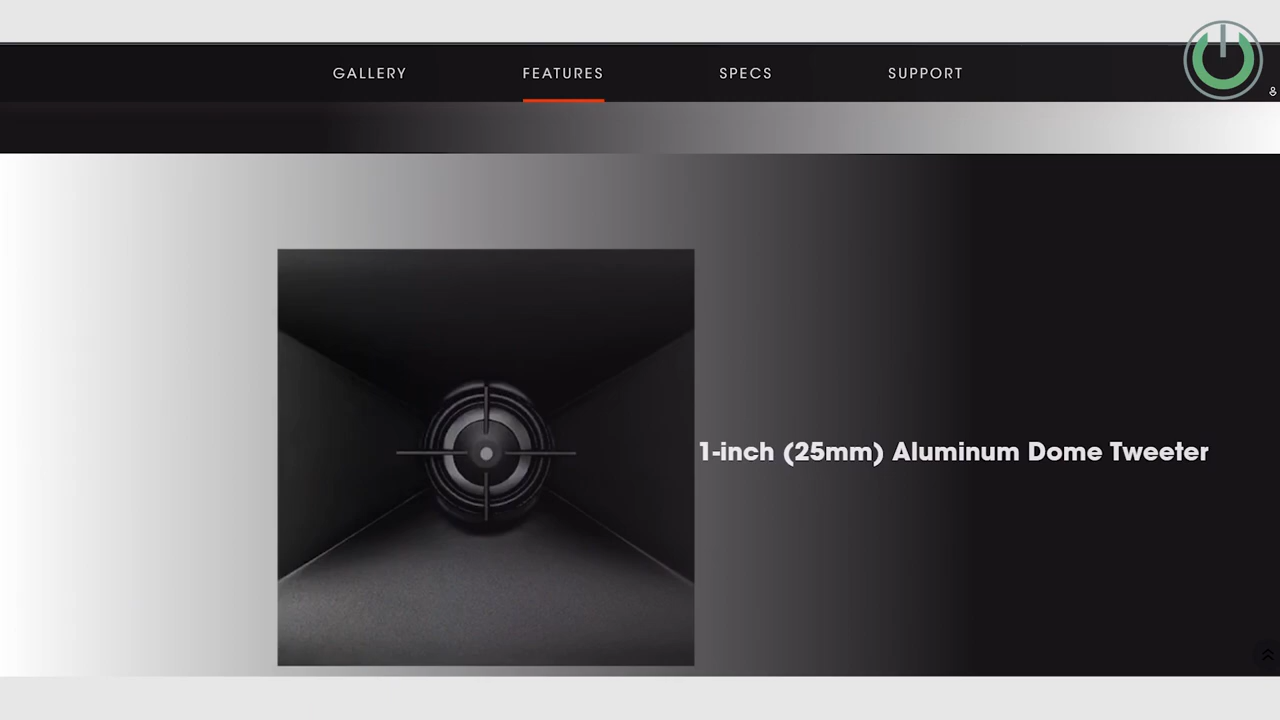 GALLERY
FEATURES
SPECS
SUPPORT
&
1-inch (25mm) Aluminum Dome Tweeter